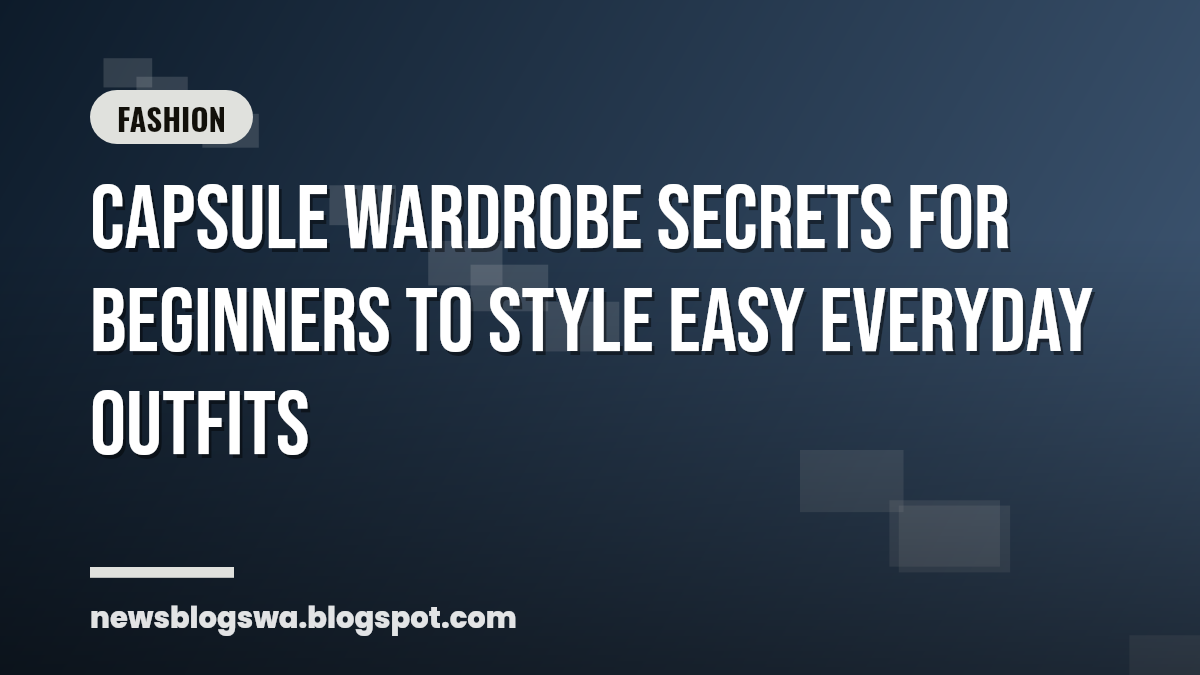 FASHION
CAPSULE WARDROBE SECRETS FOR
BEGINNERS TO STYLE EASY EVERYDAY
OUTFITS
newsblogswa.blogspot.com